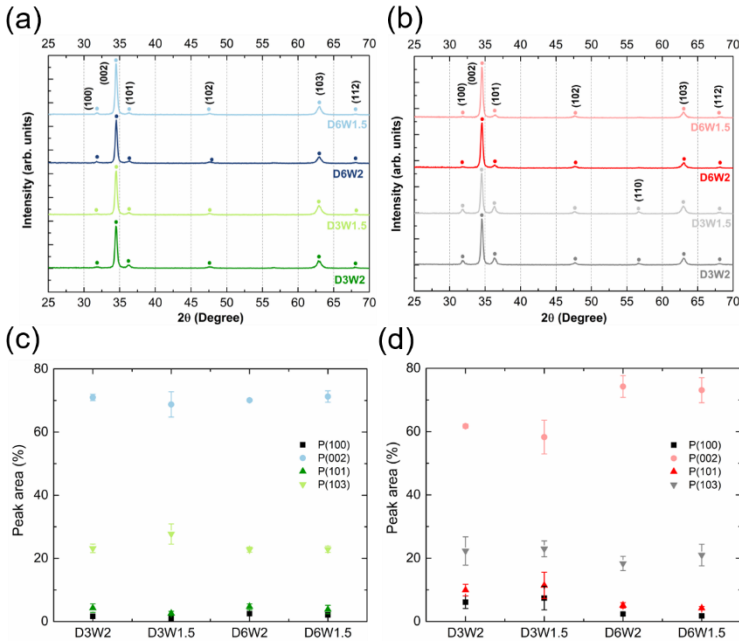 (a)
25 30 35 40 45 50 55 60 65 70
(100)
(002)
(101)
(102)
(103)
(112)
D6W1.5
D6W2
D3W1.5
D3W2
Intensity (arb. units)
25 30 35 40 45 50 55 60 65 70
2θ (Degree)
(b)
25 30 35 40 45 50 55 60 65 70
(100)
(002)
(101)
(102)
(103)
(112)
D6W1.5
D6W2
(110)
D3W1.5
D3W2
Intensity (arb. units)
25 30 35 40 45 50 55 60 65 70
2θ (Degree)
(c)
80
60
40
20
0
Peak area (%)
P(100)
P(002)
P(101)
P(103)
D3W2 D3W1.5 D6W2 D6W1.5
(d)
80
60
40
20
0
Peak area (%)
P(100)
P(002)
P(101)
P(103)
D3W2 D3W1.5 D6W2 D6W1.5